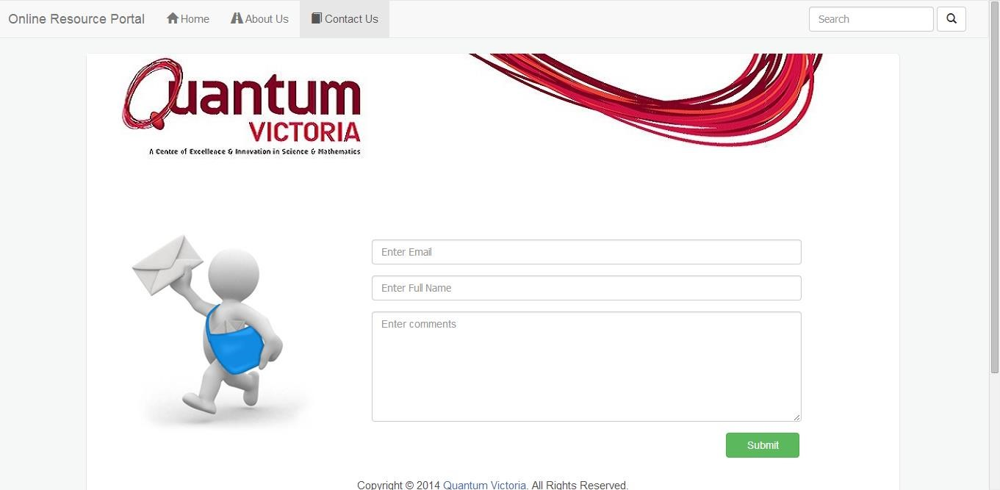 Online Resource Portal Home About Us Contact Us Search
Quantum
VICTORIA
A Centre of Excellence & Innovation in Science & Mathematics
Enter Email
Enter Full Name
Enter comments
Submit
Copyright © 2014 Quantum Victoria. All Rights Reserved.